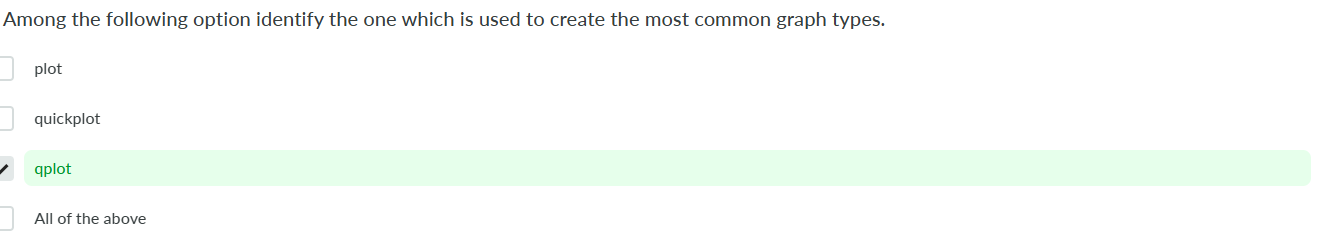 Among the following option identify the one which is used to create the most common graph types.
plot
quickplot
qplot
All of the above